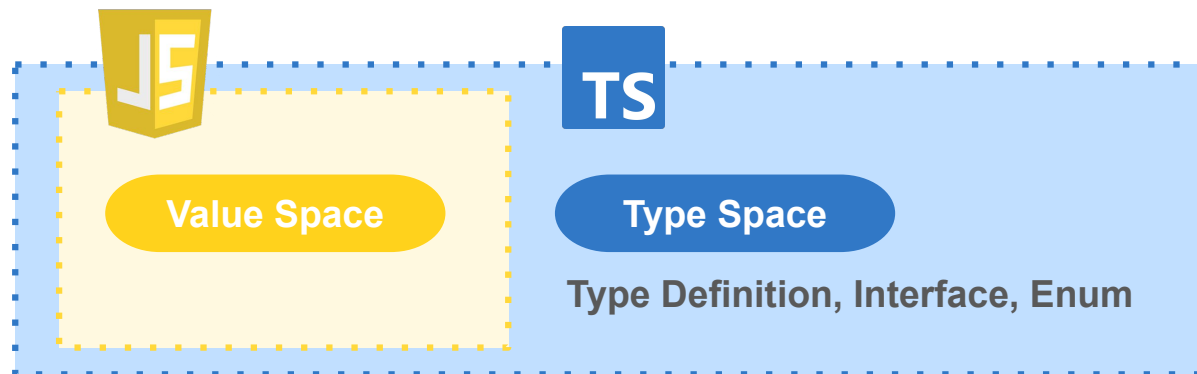 JS
TS
Value Space
Type Space
Type Definition, Interface, Enum